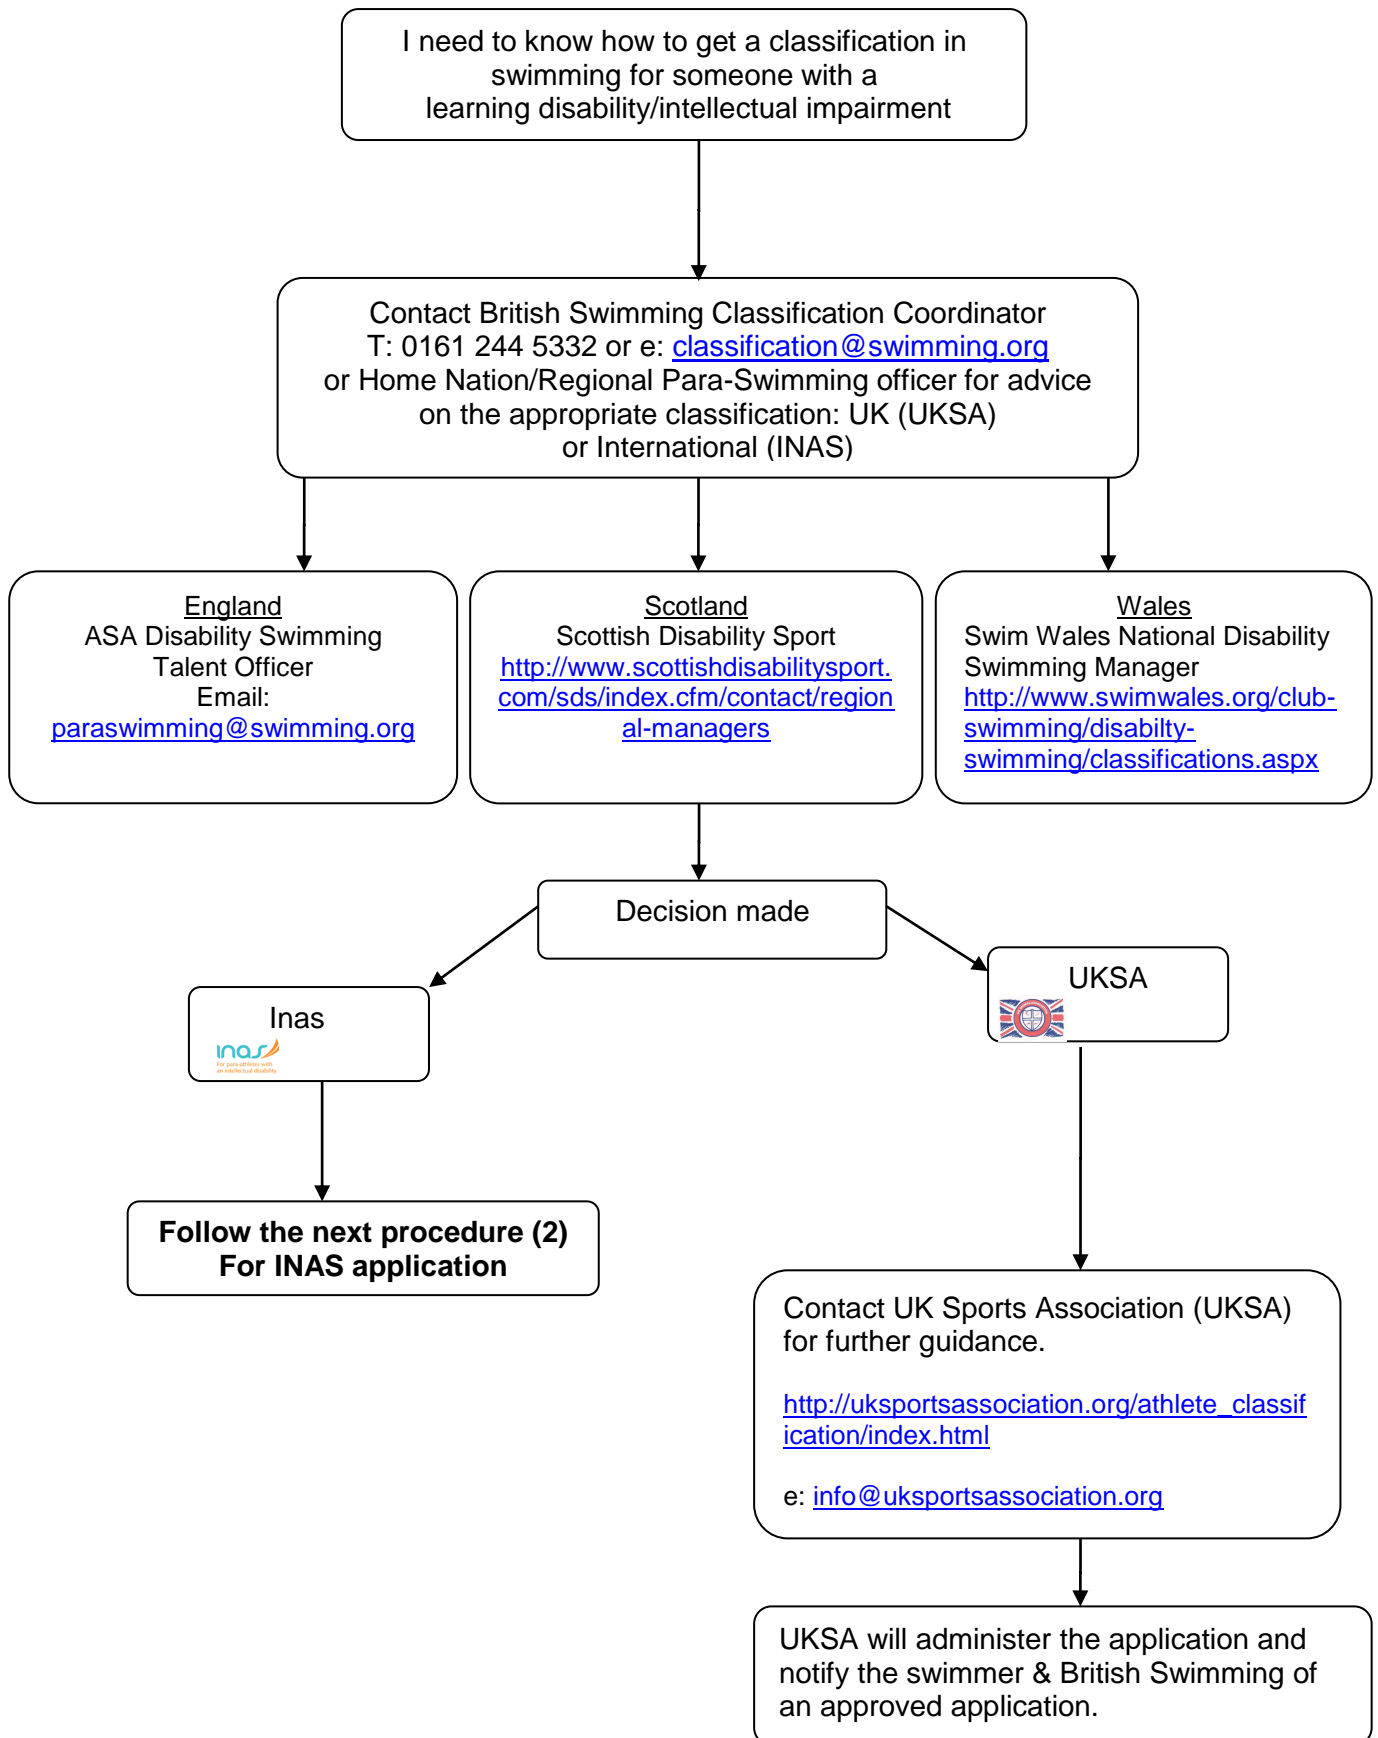 I need to know how to get a classification in
swimming for someone with a
learning disability/intellectual impairment
Contact British Swimming Classification Coordinator
T: 0161 244 5332 or e: classification@swimming.org
or Home Nation/Regional Para-Swimming officer for advice
on the appropriate classification: UK (UKSA)
or International (INAS)
England
ASA Disability Swimming
Talent Officer
Email:
paraswimming@swimming.org
Scotland
Scottish Disability Sport
http://www.scottishdisabilitysport.
com/sds/index.cfm/contact/region
al-managers
Wales
Swim Wales National Disability
Swimming Manager
http://www.swimwales.org/club-
swimming/disabilty-
swimming/classifications.aspx
Decision made
Inas
inas
For para-athletes with
an intellectual disability
UKSA
Follow the next procedure (2)
For INAS application
Contact UK Sports Association (UKSA)
for further guidance.
http://uksportsassociation.org/athlete_classif
ication/index.html
e: info@uksportsassociation.org
UKSA will administer the application and
notify the swimmer & British Swimming of
an approved application.